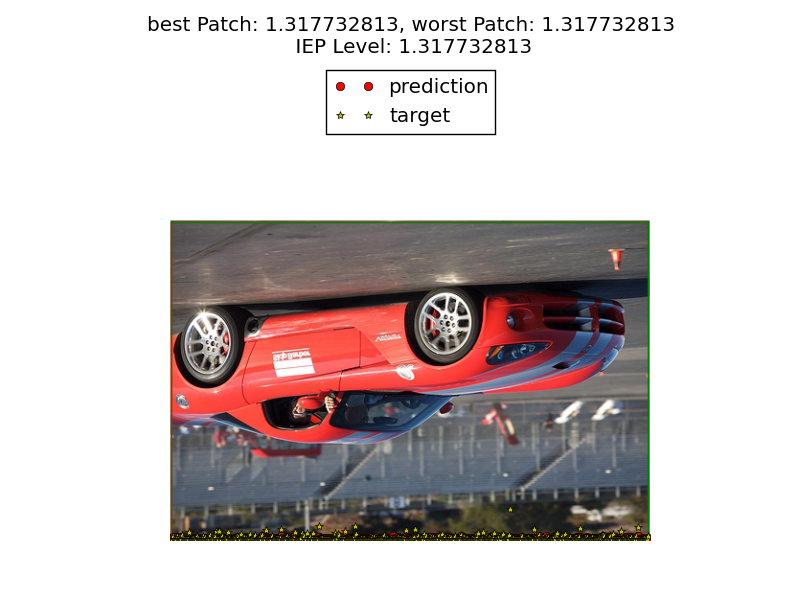 best Patch: 1.317732813, worst Patch: 1.317732813
IEP Level: 1.317732813
prediction
target